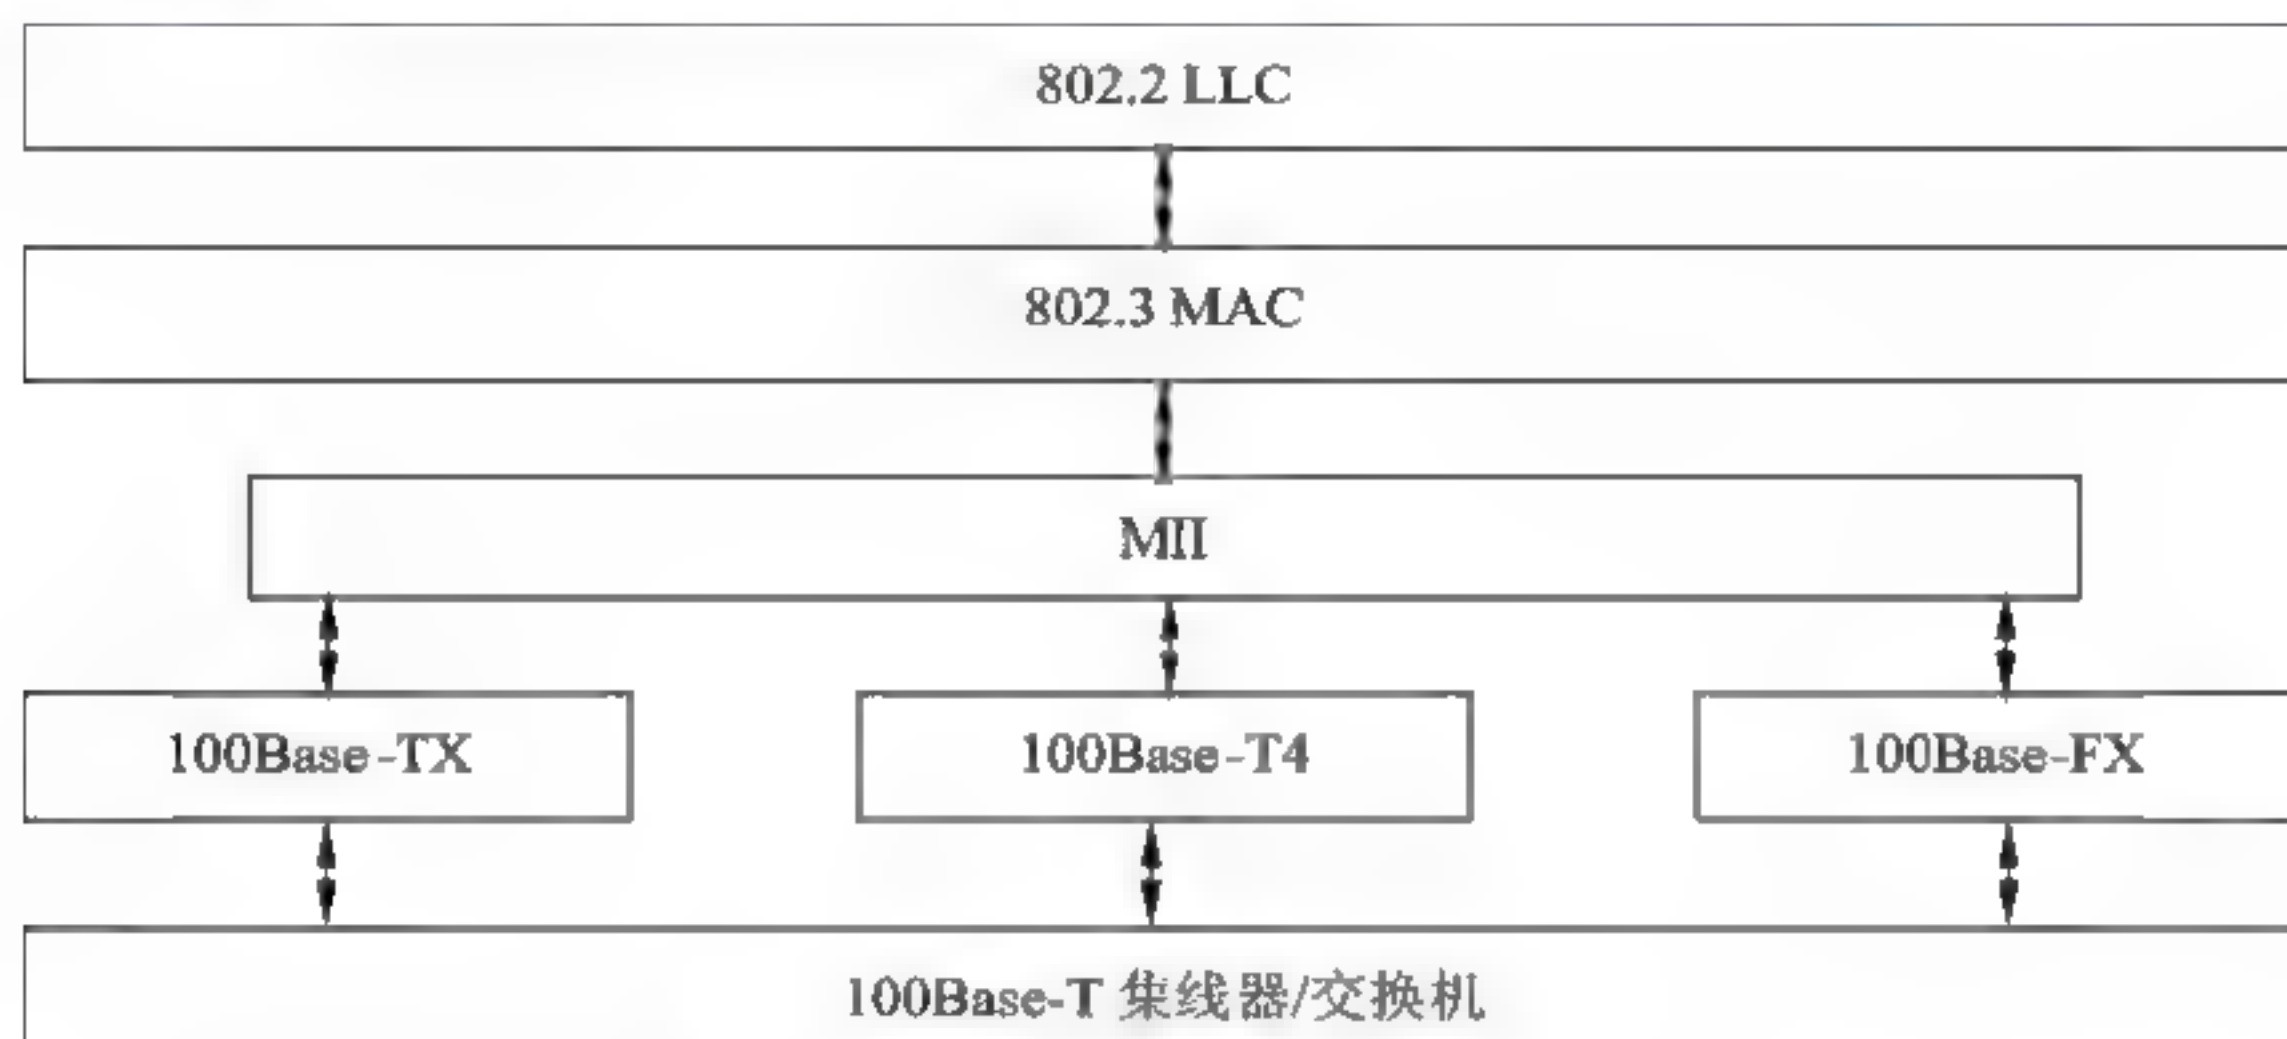 802.2 LLC
802.3 MAC
MII
100Base-TX
100Base-T4
100Base-FX
100Base-T 集线器/交换机